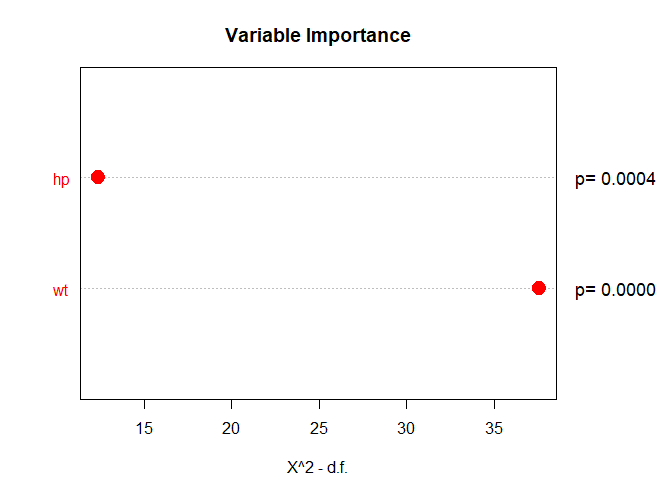 Variable Importance
hp
p= 0.0004
wt
p= 0.0000
15 20 25 30 35
X^2 - d.f.